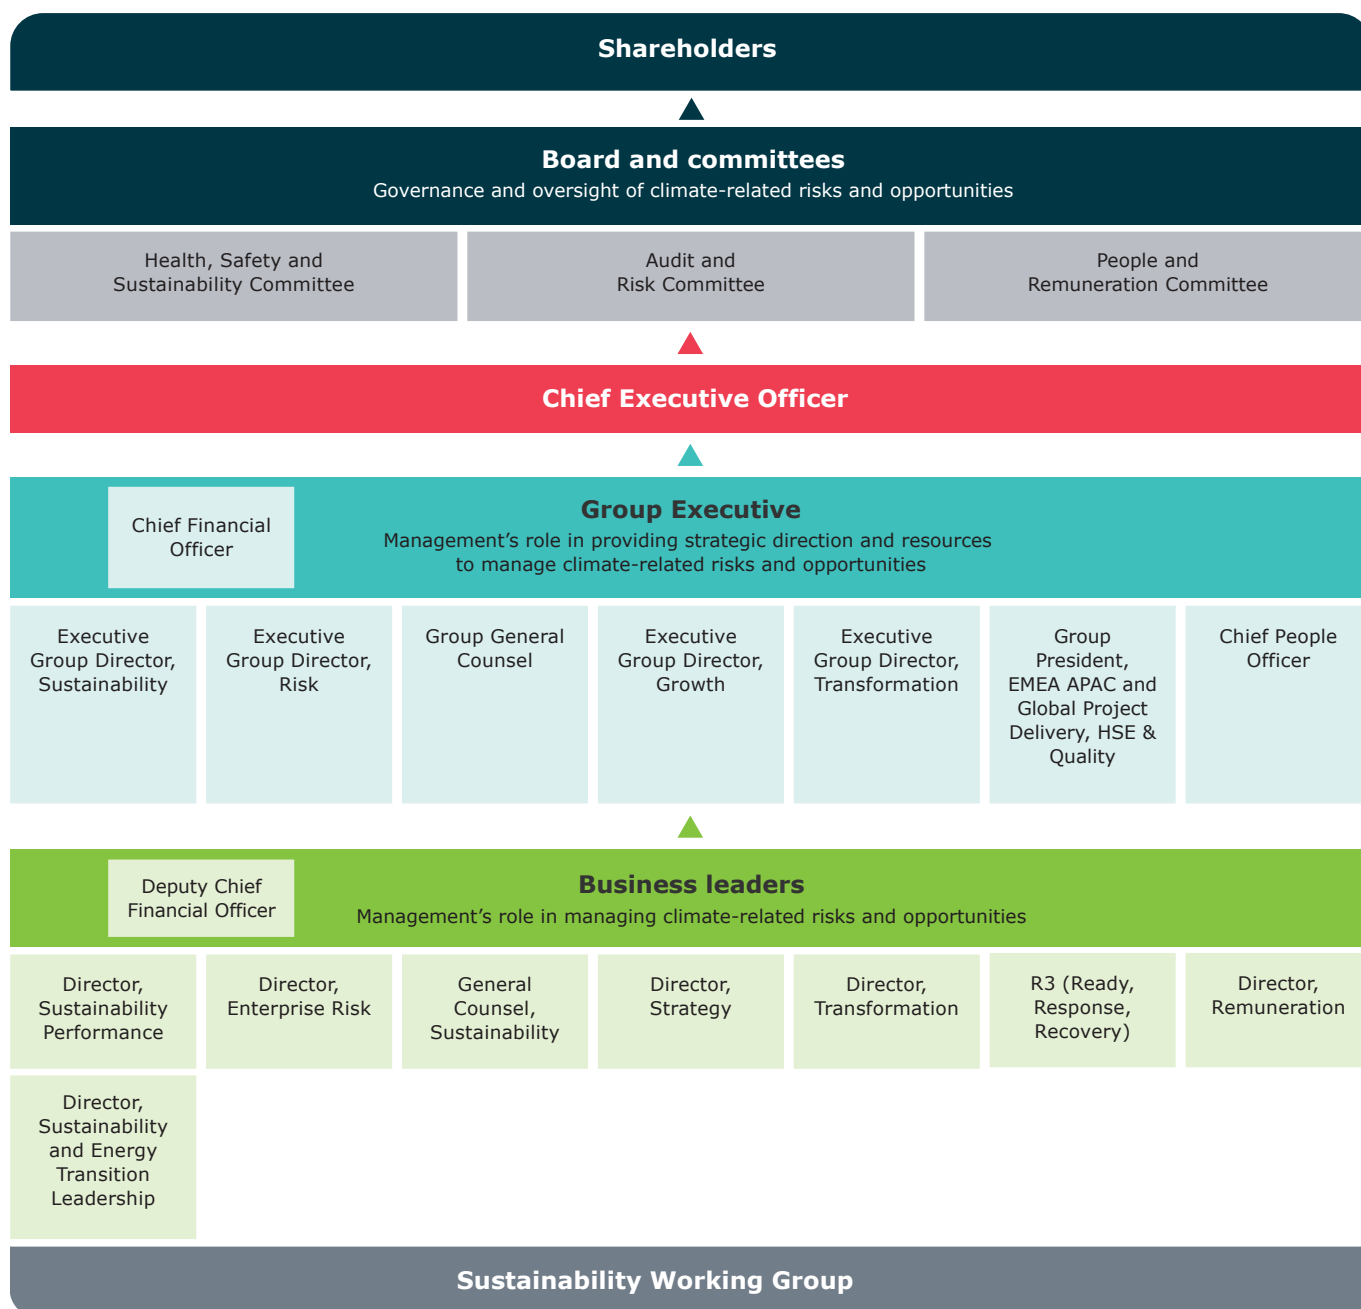 Shareholders
Board and committees
Governance and oversight of climate-related risks and opportunities
Health, Safety and
Sustainability Committee
Audit and
Risk Committee
People and
Remuneration Committee
Chief Executive Officer
Chief Financial
Officer
Group Executive
Management’s role in providing strategic direction and resources
to manage climate-related risks and opportunities
Executive
Group Director,
Sustainability
Executive
Group Director,
Risk
Group General
Counsel
Executive
Group Director,
Growth
Executive
Group Director,
Transformation
Group
President,
EMEA APAC and
Global Project
Delivery, HSE &
Quality
Chief People
Officer
Deputy Chief
Financial Officer
Business leaders
Management’s role in managing climate-related risks and opportunities
Director,
Sustainability
Performance
Director,
Enterprise Risk
General
Counsel,
Sustainability
Director,
Strategy
Director,
Transformation
R3 (Ready,
Response,
Recovery)
Director,
Remuneration
Director,
Sustainability
and Energy
Transition
Leadership
Sustainability Working Group